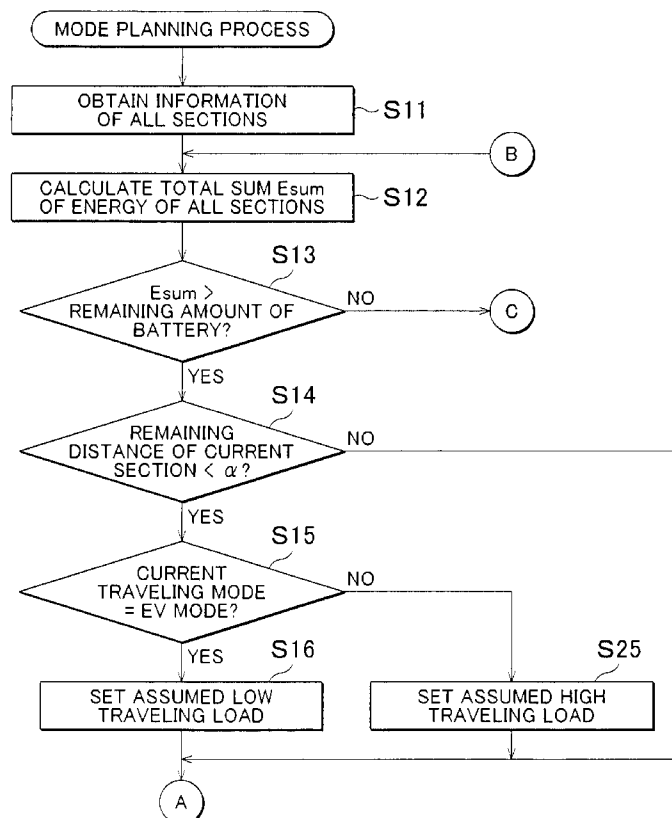 MODE PLANNING PROCESS
OBTAIN INFORMATION
OF ALL SECTIONS
S11
B
CALCULATE TOTAL SUM Esum
OF ENERGY OF ALL SECTIONS
S12
S13
Esum >
REMAINING AMOUNT OF
BATTERY?
NO
C
YES
S14
REMAINING
DISTANCE OF CURRENT
SECTION < α?
NO
YES
S15
CURRENT
TRAVELING MODE
= EV MODE?
NO
YES
S16
SET ASSUMED LOW
TRAVELING LOAD
S25
SET ASSUMED HIGH
TRAVELING LOAD
A